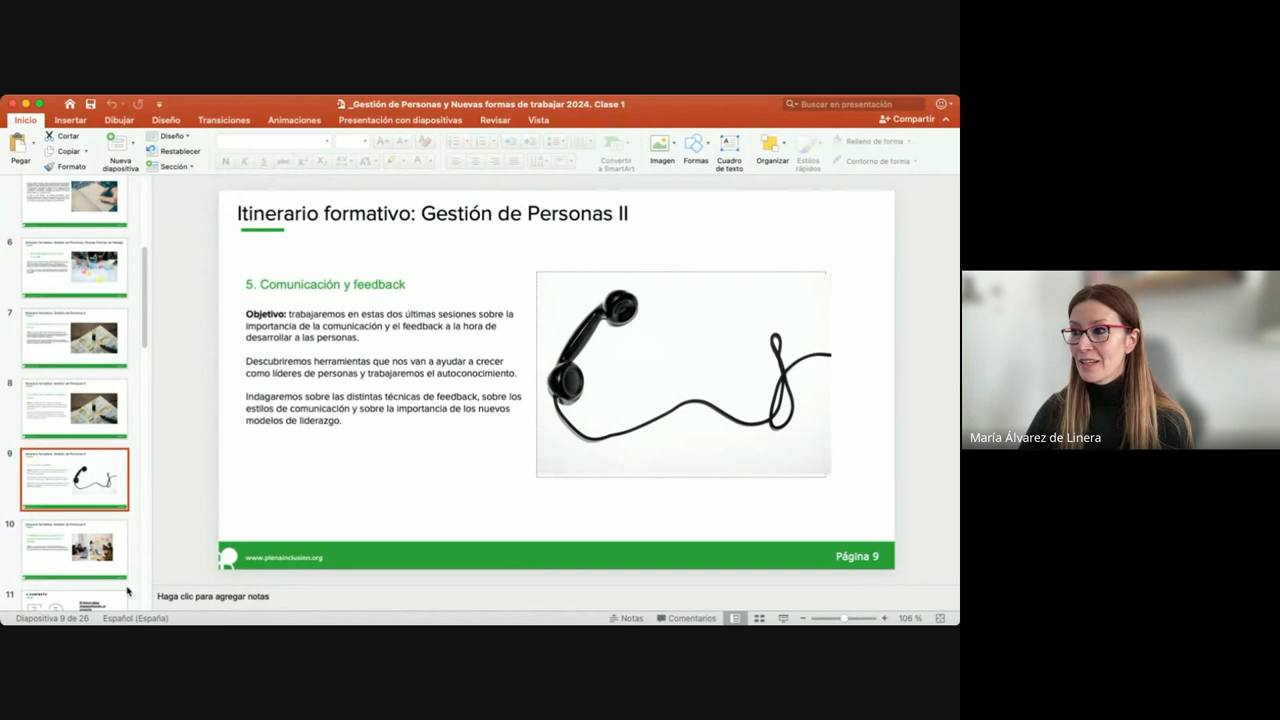 _Gestión de Personas y Nuevas formas de trabajar 2024. Clase 1
Buscar en presentación
Inicio Insertar Dibujar Diseño Transiciones Animaciones Presentación con diapositivas Revisar Vista
Compartir
Pegar
Cortar
Copiar
Formato
Nueva diapositiva
Diseño
Restablecer
Sección
Convertir a SmartArt
Imagen
Formas
Cuadro de texto
Organizar
Estilos rápidos
Relleno de forma
Contorno de forma
6
7
8
9
10
11
Itinerario formativo: Gestión de Personas II
5. Comunicación y feedback
Objetivo: trabajaremos en estas dos últimas sesiones sobre la
importancia de la comunicación y el feedback a la hora de
desarrollar a las personas.
Descubriremos herramientas que nos van a ayudar a crecer
como líderes de personas y trabajaremos el autoconocimiento.
Indagaremos sobre las distintas técnicas de feedback, sobre los
estilos de comunicación y sobre la importancia de los nuevos
modelos de liderazgo.
www.plenainclusion.org
Página 9
Haga clic para agregar notas
Diapositiva 9 de 26 Español (España)
Notas Comentarios 106 %
María Álvarez de Linera